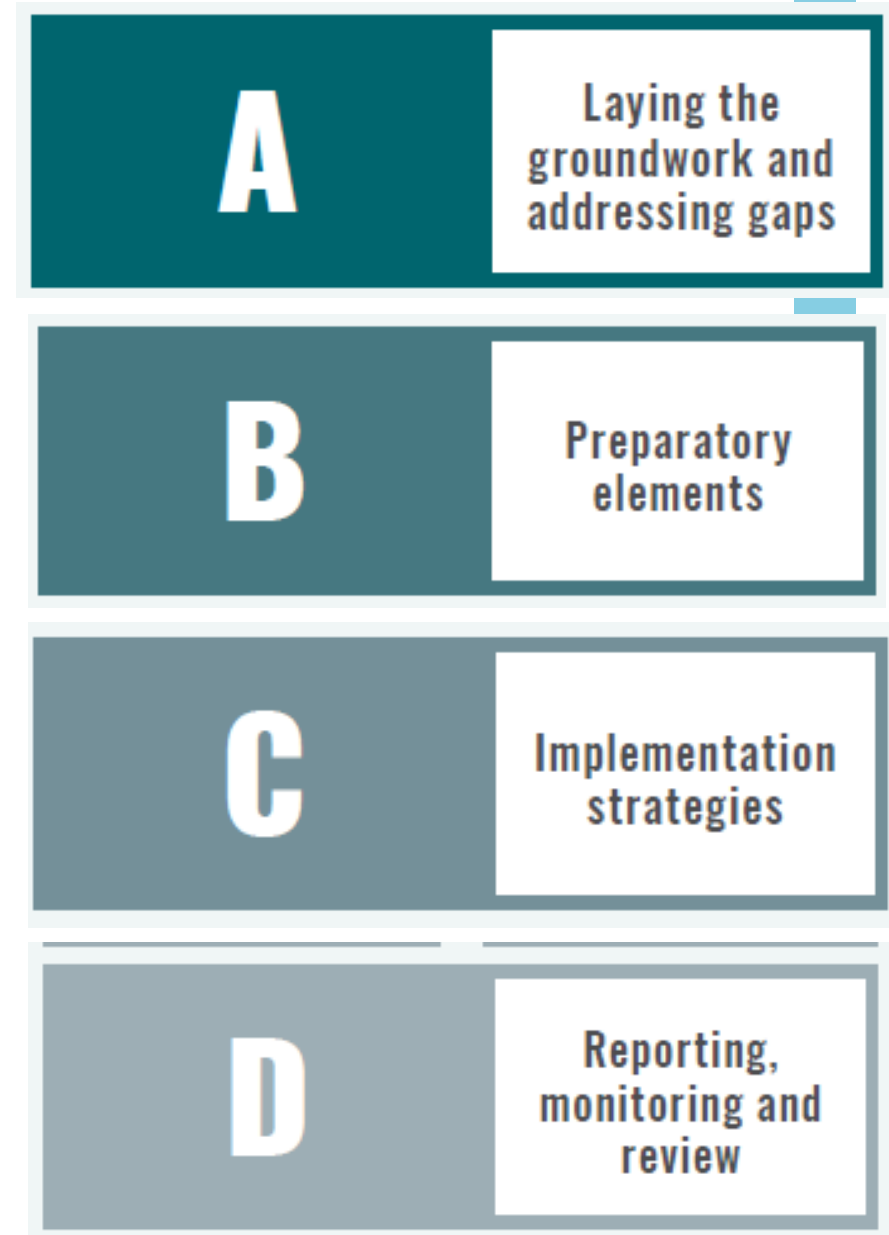 A
Laying the
groundwork and
addressing gaps
B
Preparatory
elements
C
Implementation
strategies
D
Reporting,
monitoring and
review